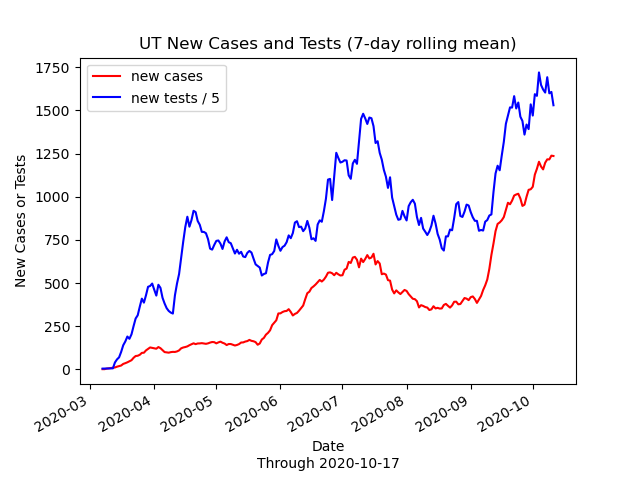 UT New Cases and Tests (7-day rolling mean)
new cases
new tests / 5
1750
1500
1250
1000
750
500
250
0
New Cases or Tests
2020-03
2020-04
2020-05
2020-06
2020-07
2020-08
2020-09
2020-10
Date
Through 2020-10-17